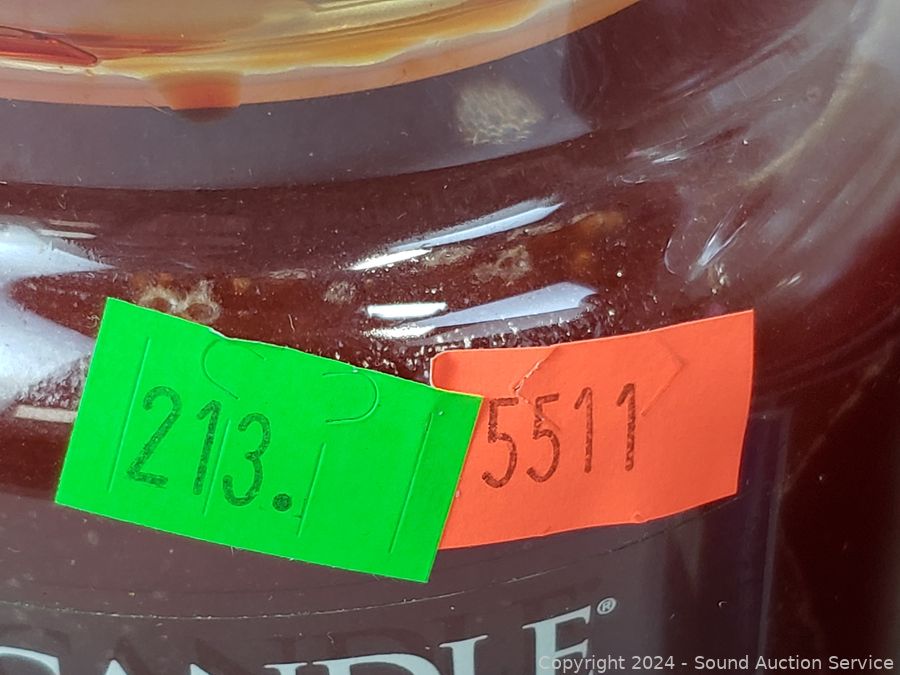 213.
5511
CANDLE®
Copyright 2024 - Sound Auction Service